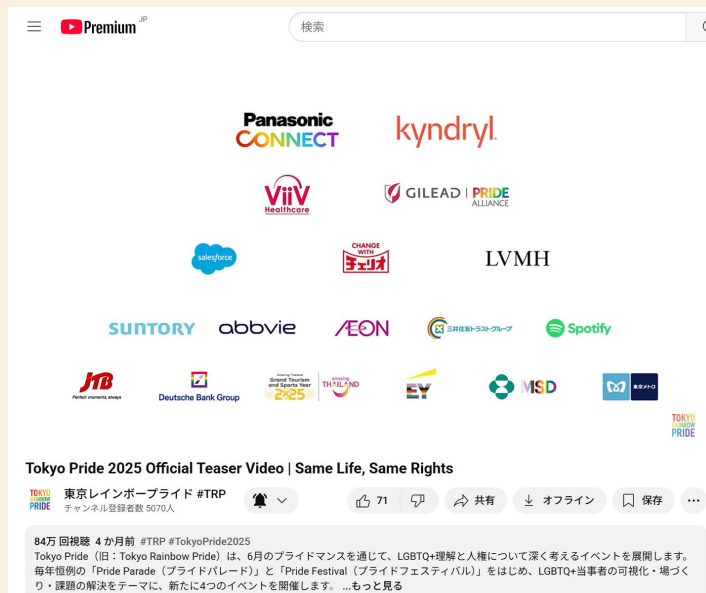 Premium JP
検索
Panasonic
CONNECT
kyndryl.
ViiV
Healthcare
GILEAD | PRIDE
ALLIANCE
salesforce
CHANGE
WITH
チェリオ
LVMH
SUNTORY
abbvie
ÆON
三井住友トラスト・グループ
Spotify
JTB
Perfect moments, always
Deutsche Bank Group
Amazing Thailand
Grand Tourism
and Sports Year
2025
amazing
THAILAND
EY
MSD
東京メトロ
TOKYO
RAINBOW
PRIDE
Tokyo Pride 2025 Official Teaser Video | Same Life, Same Rights
TOKYO
RAINBOW
PRIDE
東京レインボープライド #TRP
チャンネル登録者数 5070人
71
共有
オフライン
保存
84万 回視聴 4 か月前 #TRP #TokyoPride2025
Tokyo Pride（旧：Tokyo Rainbow Pride）は、6月のプライドマンスを通じて、LGBTQ+理解と人権について深く考えるイベントを展開します。
毎年恒例の「Pride Parade（プライドパレード）」と「Pride Festival（プライドフェスティバル）」をはじめ、LGBTQ+当事者の可視化・場づく
り・課題の解決をテーマに、新たに4つのイベントを開催します。 ...もっと見る